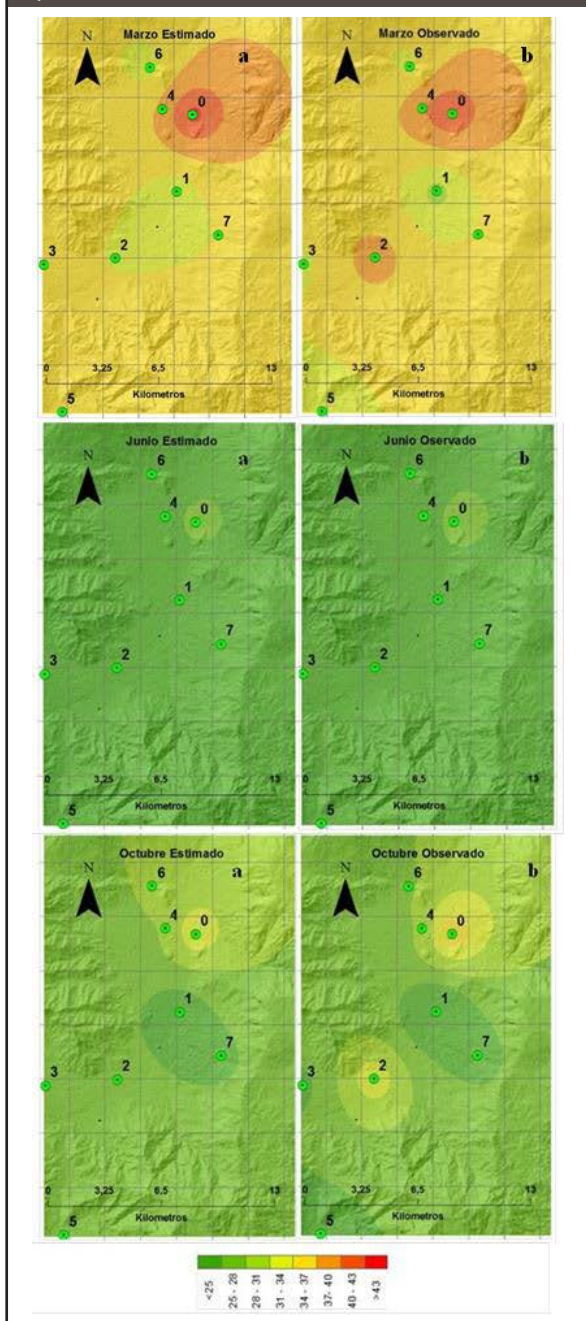 Marzo Estimado
N
a
6
4
0
1
7
2
3
0 3,25 6,5 13
Kilometros
5
Marzo Observado
N
b
6
4
0
1
7
3
2
0 3,25 6,5 13
Kilometros
5
Junio Estimado
N
a
6
4
0
1
7
2
3
0 3,25 6,5 13
Kilometros
5
Junio Oservado
N
b
6
4
0
1
7
2
3
0 3,25 6,5 13
Kilometros
5
Octubre Estimado
N
a
6
4
0
1
7
2
3
0 3,25 6,5 13
Kilometros
5
Octubre Observado
N
b
6
4
0
1
7
2
3
0 3,25 6,5 13
Kilometros
5
<25
25 - 28
28 - 31
31 - 34
34 - 37
37- 40
40 - 43
>43